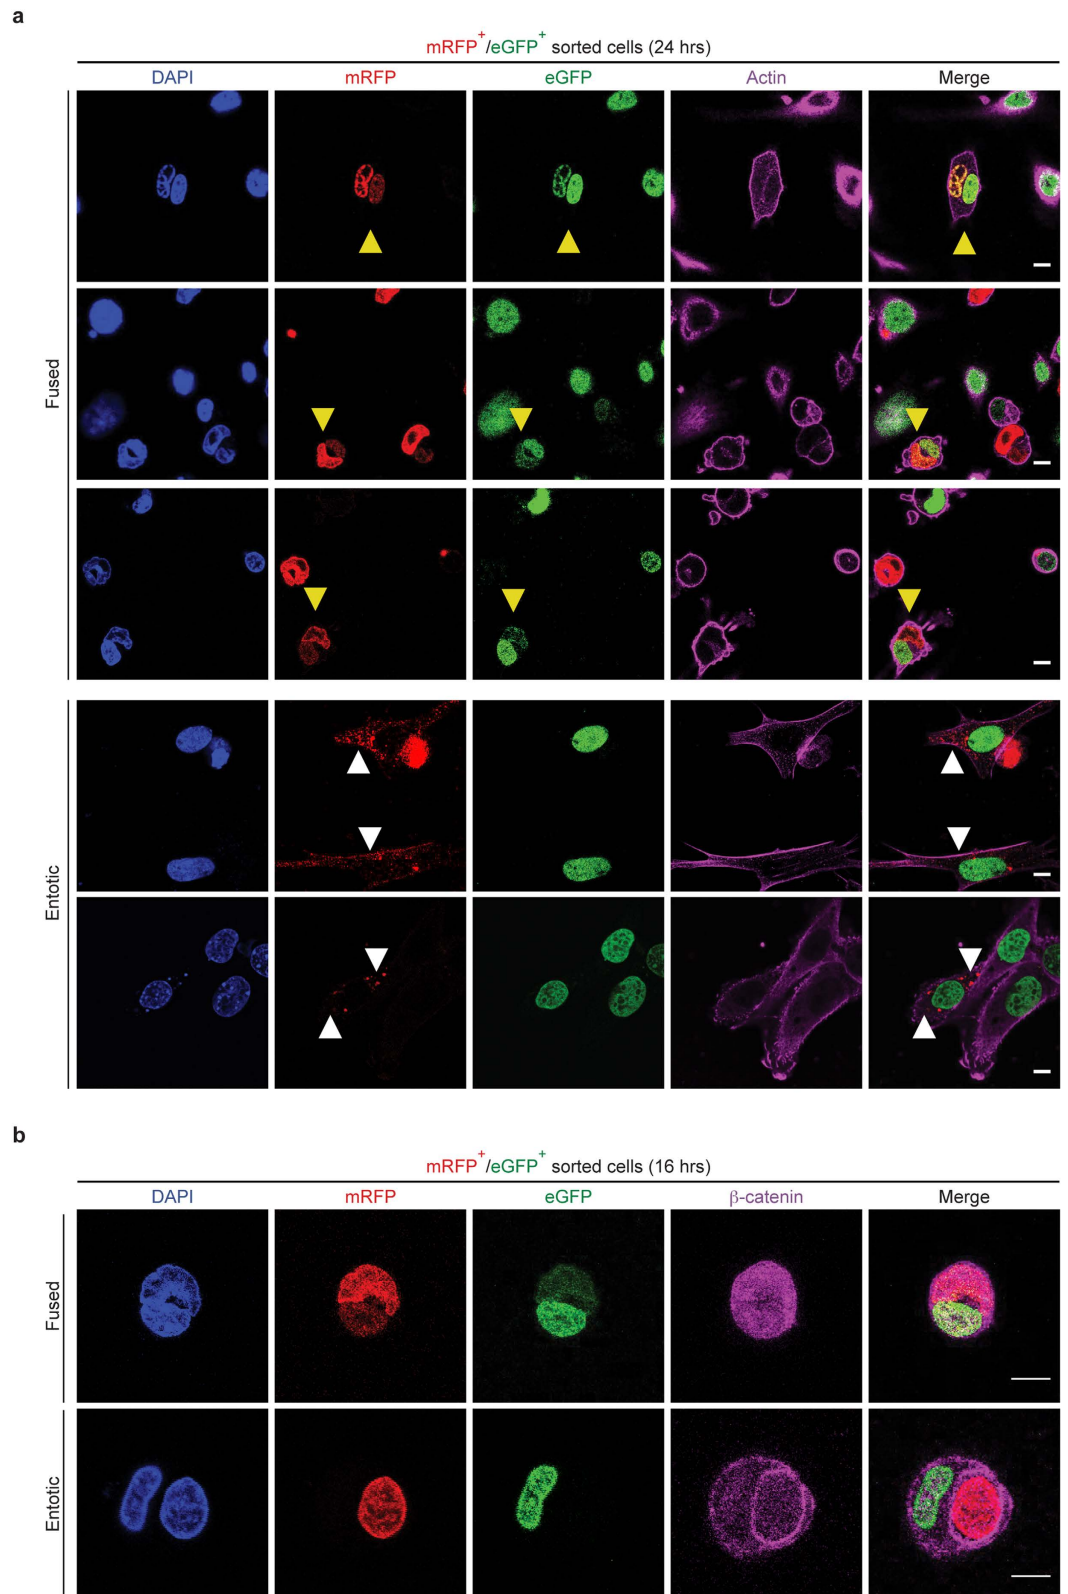 a
mRFP+/eGFP+ sorted cells (24 hrs)
DAPI mRFP eGFP Actin Merge
Fused
Entotic
b
mRFP+/eGFP+ sorted cells (16 hrs)
DAPI mRFP eGFP β-catenin Merge
Fused
Entotic